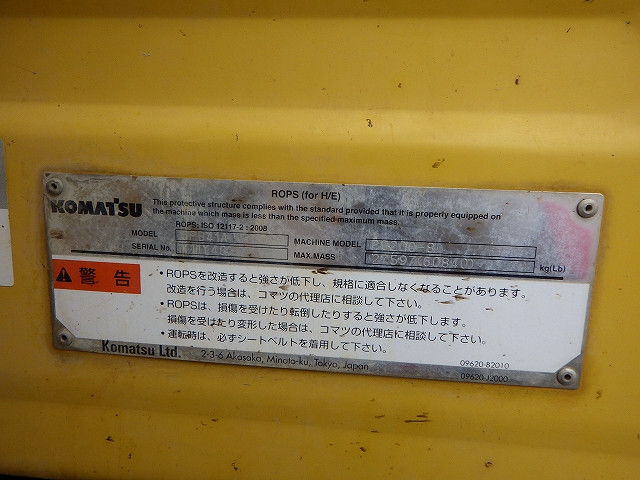 ROPS (for H/E)
KOMATSU
This protective structure complies with the standard provided that it is properly equipped on
the machine which mass is less than the specified maximum mass.
ROPS: ISO 12117-2 : 2008
MODEL
MACHINE MODEL
SERIAL No.
MAX.MASS
kg(Lb)
警告
・ROPSを改造すると強さが低下し、規格に適合しなくなることがあります。
改造を行う場合は、コマツの代理店に相談して下さい。
・ROPSは、損傷を受けたり転倒したりすると強さが低下します。
損傷を受けたり変形した場合は、コマツの代理店に相談して下さい。
・運転時は、必ずシートベルトを着用して下さい。
Komatsu Ltd.
2-3-6 Akasaka, Minato-ku, Tokyo, Japan
09620-B2010
09620-J2000